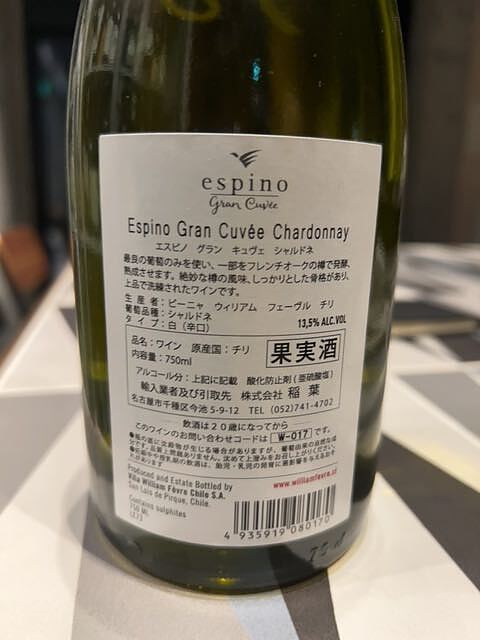 espino
Gran Cuvée
Espino Gran Cuvée Chardonnay
エスピノ グラン キュヴェ シャルドネ
最良の葡萄のみを使い、一部をフレンチオークの樽で発酵、
熟成させます。絶妙な樽の風味、しっかりとした骨格があり、
上品で洗練されたワインです。
生産者：ビーニャ ウィリアム フェーヴル チリ
葡萄品種：シャルドネ
タイプ：白（辛口） 13,5% ALC.VOL
品名：ワイン 原産国：チリ
内容量：750ml
果実酒
アルコール分：上記に記載 酸化防止剤（亜硫酸塩）
輸入業者及び引取先 株式会社 稲葉
名古屋市千種区今池5-9-12 TEL (052)741-4702
飲酒は20歳になってから
このワインのお問い合わせコードは W-017 です。
Produced and Estate Bottled by
Viña William Fèvre Chile S.A.
San Luis de Pirque, Chile.
Contains sulphites
750 ML
www.williamfevre.cl
4 935919 080170